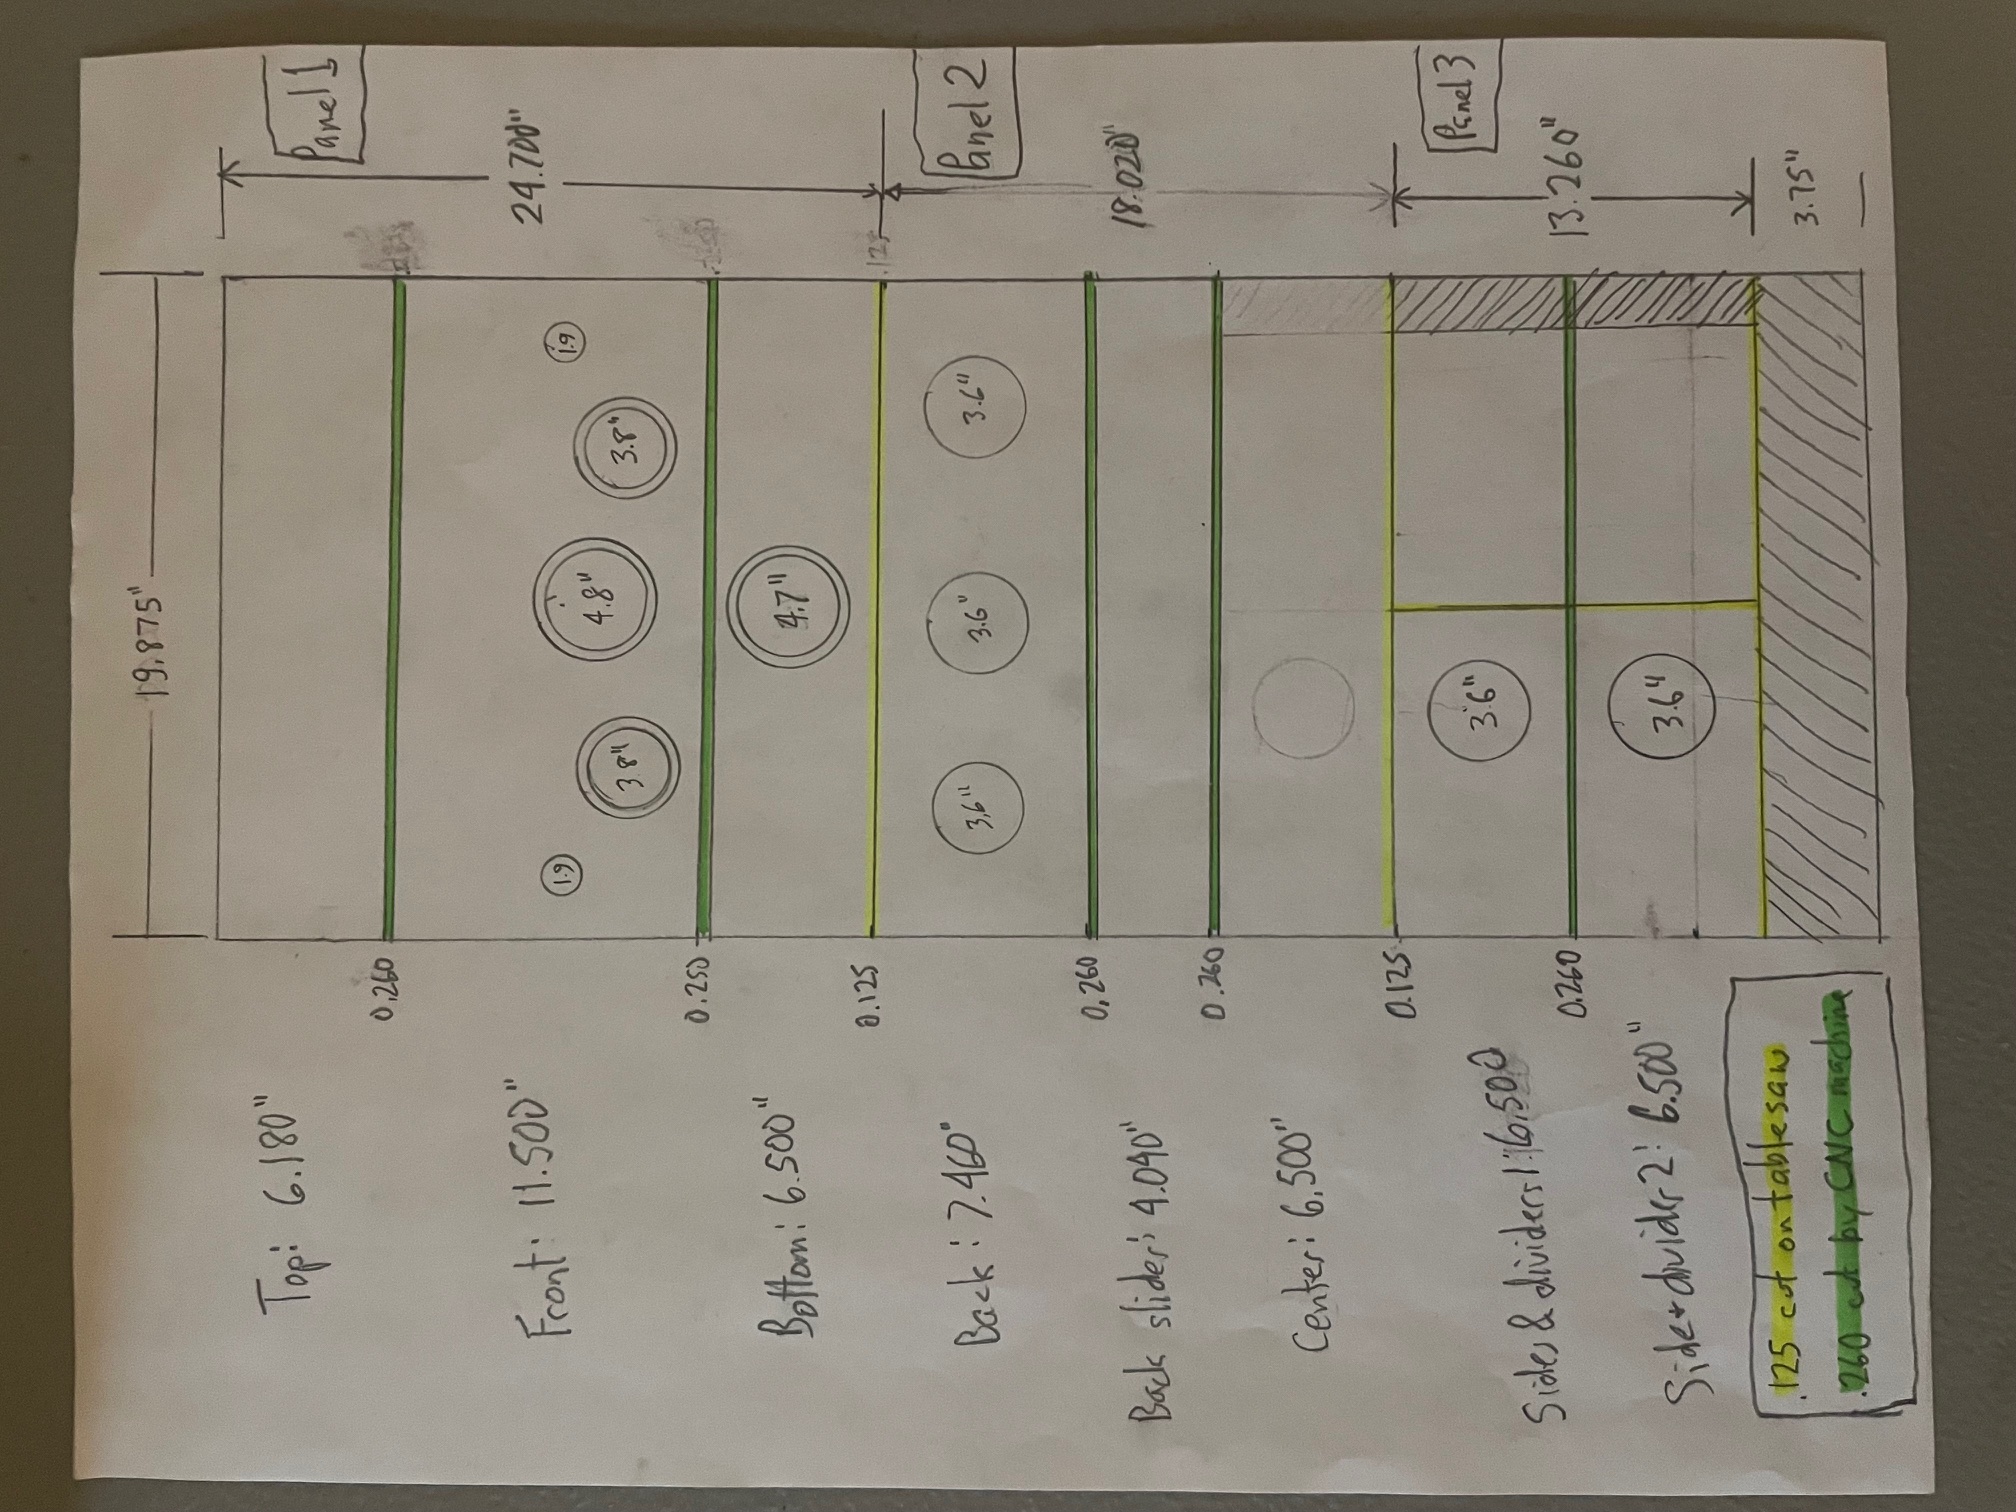 19.875"
Top: 6.180"
Panel 1
0.260
Front: 11.500"
24.700"
1.9
3.8"
4.8"
3.8"
1.9
0.250
Bottom: 6.500"
4.7"
0.125
.125
Back: 7.460"
3.6"
3.6"
3.6"
Panel 2
0.260
Back slider: 4.040"
18.020"
0.260
Center: 6.500"
0.125
Panel 3
Sides & dividers 1: 6.500
3.6"
0.260
13.260"
Side + divider 2: 6.500"
3.6"
.125 cut on table saw
.260 cut by CNC machine
3.75"